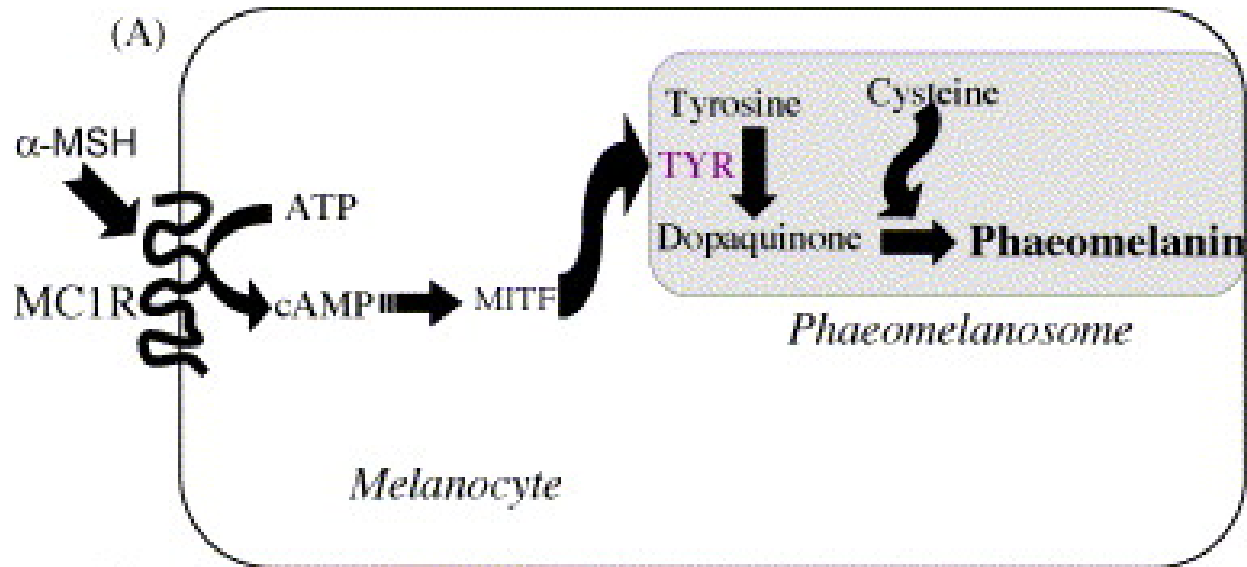 (A)
α-MSH
MC1R
ATP
cAMP
MITF
Tyrosine
Cysteine
TYR
Dopaquinone
Phaeomelanin
Phaeomelanosome
Melanocyte